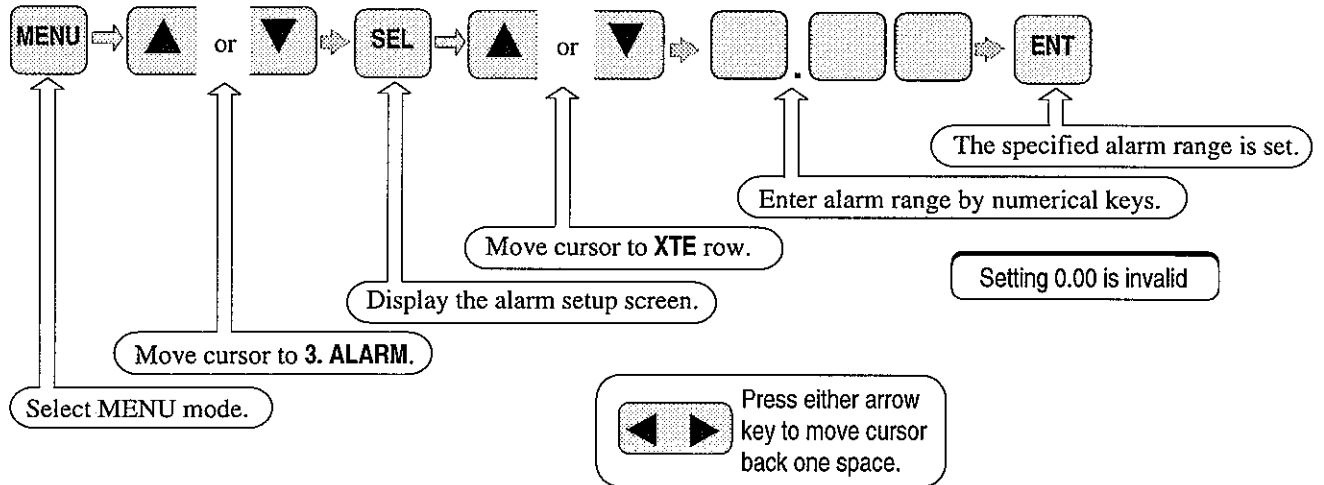 MENU or SEL or . ENT
The specified alarm range is set.
Enter alarm range by numerical keys.
Move cursor to XTE row.
Setting 0.00 is invalid
Display the alarm setup screen.
Move cursor to 3. ALARM.
Select MENU mode.
Press either arrow
key to move cursor
back one space.